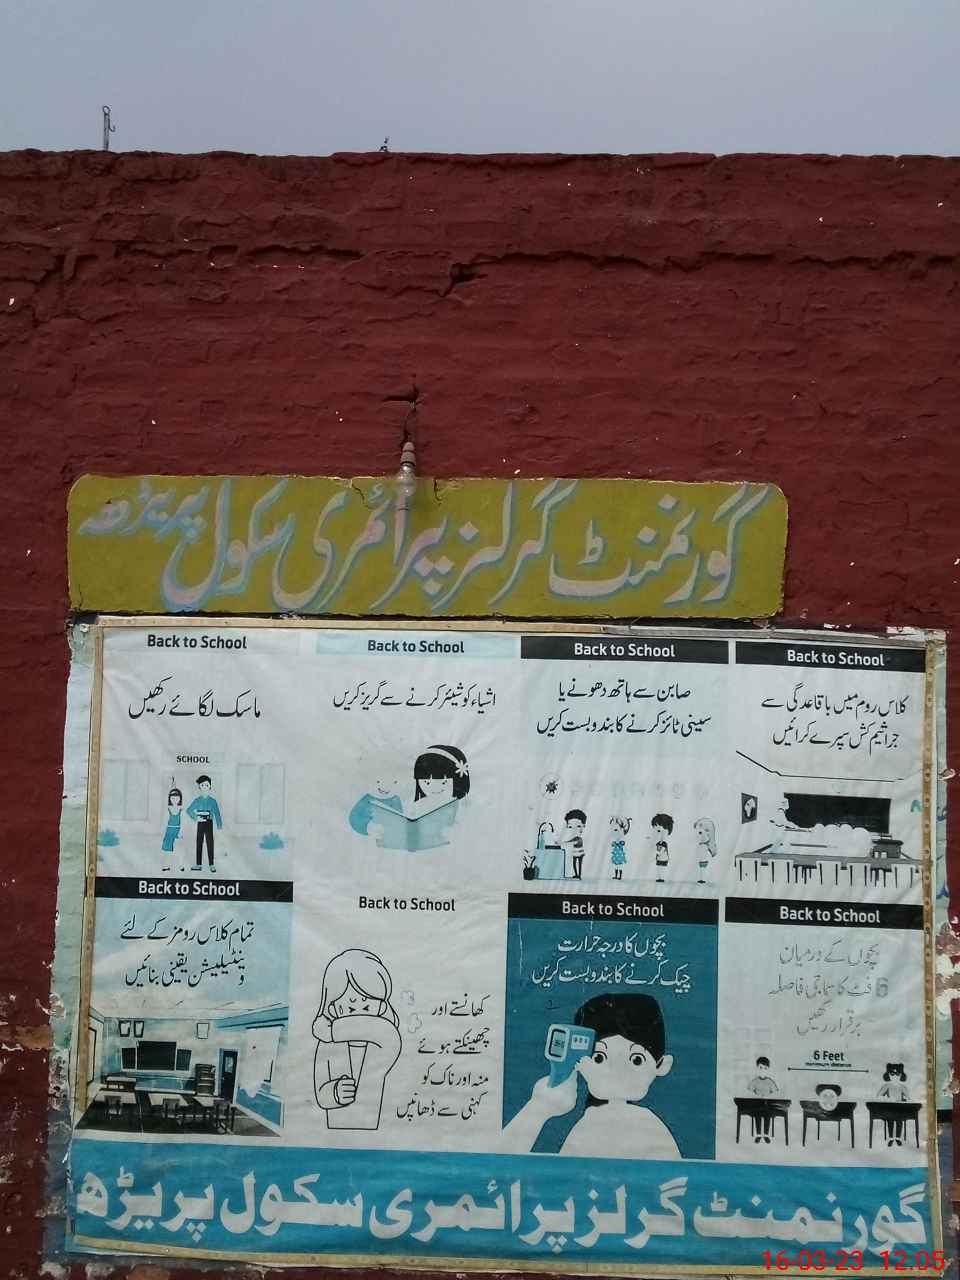 گورنمنٹ گرلز پرائمری سکول پریڑھ
Back to School
ماسک لگائے رکھیں
SCHOOL
Back to School
اشیاء کو شیئر کرنے سے گریز کریں
Back to School
صابن سے ہاتھ دھونے یا
سینی ٹائز کرنے کا بندوبست کریں
Back to School
کلاس روم میں باقاعدگی سے
جراثیم کش سپرے کرائیں
Back to School
تمام کلاس رومز کے لئے
وینٹیلیشن یقینی بنائیں
Back to School
کھانستے اور
چھینکتے ہوئے
منہ اور ناک کو
کہنی سے ڈھانپیں
Back to School
بچوں کا درجہ حرارت
چیک کرنے کا بندوبست کریں
Back to School
بچوں کے درمیان
6 فٹ کا سماجی فاصلہ
برقرار رکھیں
6 Feet
minimum distance
گورنمنٹ گرلز پرائمری سکول پریڑھ
16-03-23 12:05